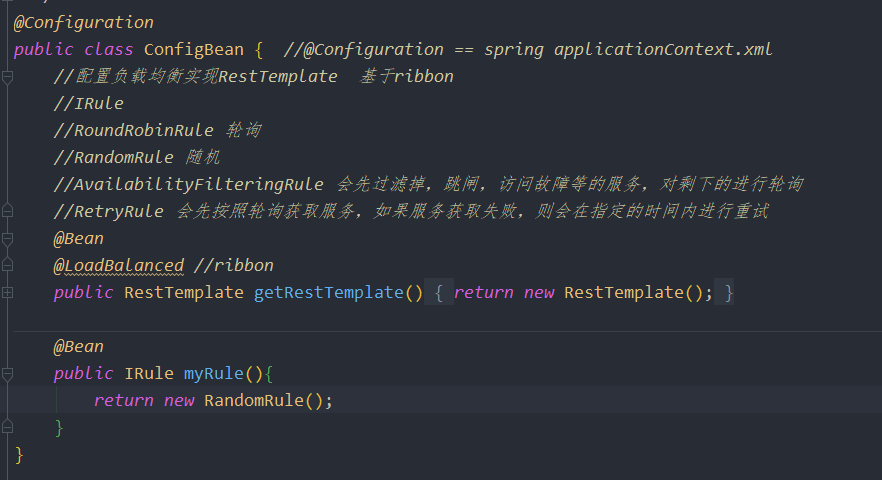 @Configuration
public class ConfigBean {  //@Configuration == spring applicationContext.xml
    //配置负载均衡实现RestTemplate  基于ribbon
    //IRule
    //RoundRobinRule 轮询
    //RandomRule 随机
    //AvailabilityFilteringRule 会先过滤掉，跳闸，访问故障等的服务，对剩下的进行轮询
    //RetryRule 会先按照轮询获取服务，如果服务获取失败，则会在指定的时间内进行重试
    @Bean
    @LoadBalanced //ribbon
    public RestTemplate getRestTemplate() { return new RestTemplate(); }
    @Bean
    public IRule myRule(){
        return new RandomRule();
    }
}